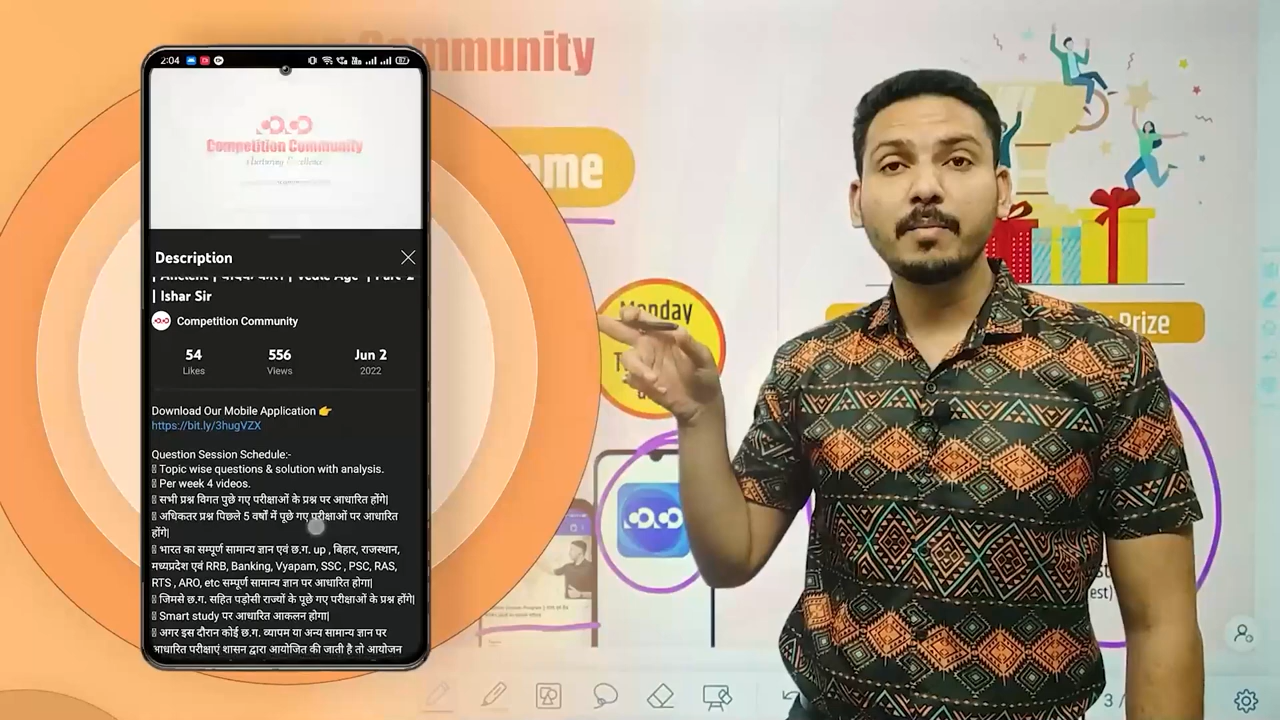 2:04
Competition Community
Nurturing Excellence
Description
| Ishar Sir
Competition Community
54
Likes
556
Views
Jun 2
2022
Download Our Mobile Application 👉
https://bit.ly/3hugVZX
Question Session Schedule:-
Topic wise questions & solution with analysis.
Per week 4 videos.
सभी प्रश्न विगत पुछे गए परीक्षाओं के प्रश्न पर आधारित होंगे|
अधिकतर प्रश्न पिछले 5 वर्षों में पूछे गए परीक्षाओं पर आधारित
होंगे|
भारत का सम्पूर्ण सामान्य ज्ञान एवं छ.ग. up , बिहार, राजस्थान,
मध्यप्रदेश एवं RRB, Banking, Vyapam, SSC , PSC, RAS,
RTS , ARO, etc सम्पूर्ण सामान्य ज्ञान पर आधारित होगा|
जिमसे छ.ग. सहित पड़ोसी राज्यों के पूछे गए परीक्षाओं के प्रश्न होंगे|
Smart study पर आधारित आकलन होगा|
अगर इस दौरान कोई छ.ग. व्यापम या अन्य सामान्य ज्ञान पर
आधारित परीक्षाएं शासन द्वारा आयोजित की जाती है तो आयोजन
Community
ome
Monday
Prize
3 /